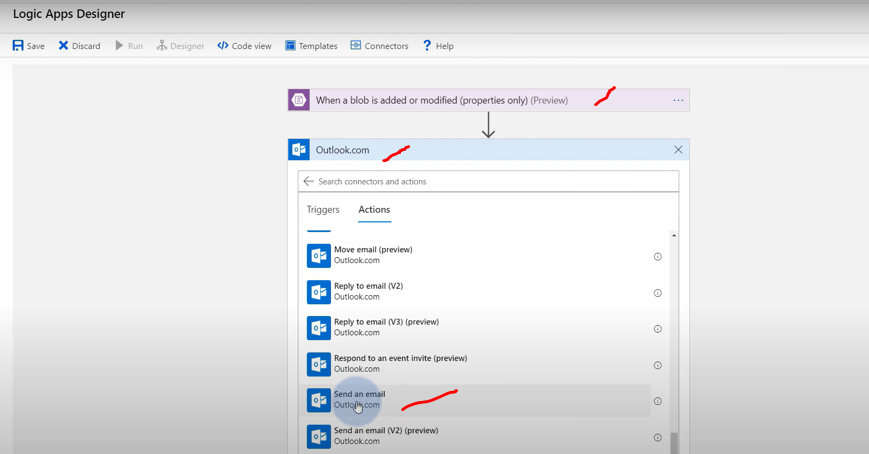 Logic Apps Designer
Save Discard Run Designer Code view Templates Connectors ? Help
When a blob is added or modified (properties only) (Preview)
Outlook.com
Search connectors and actions
Triggers Actions
Move email (preview)
Outlook.com
Reply to email (V2)
Outlook.com
Reply to email (V3) (preview)
Outlook.com
Respond to an event invite (preview)
Outlook.com
Send an email
Outlook.com
Send an email (V2) (preview)
Outlook.com